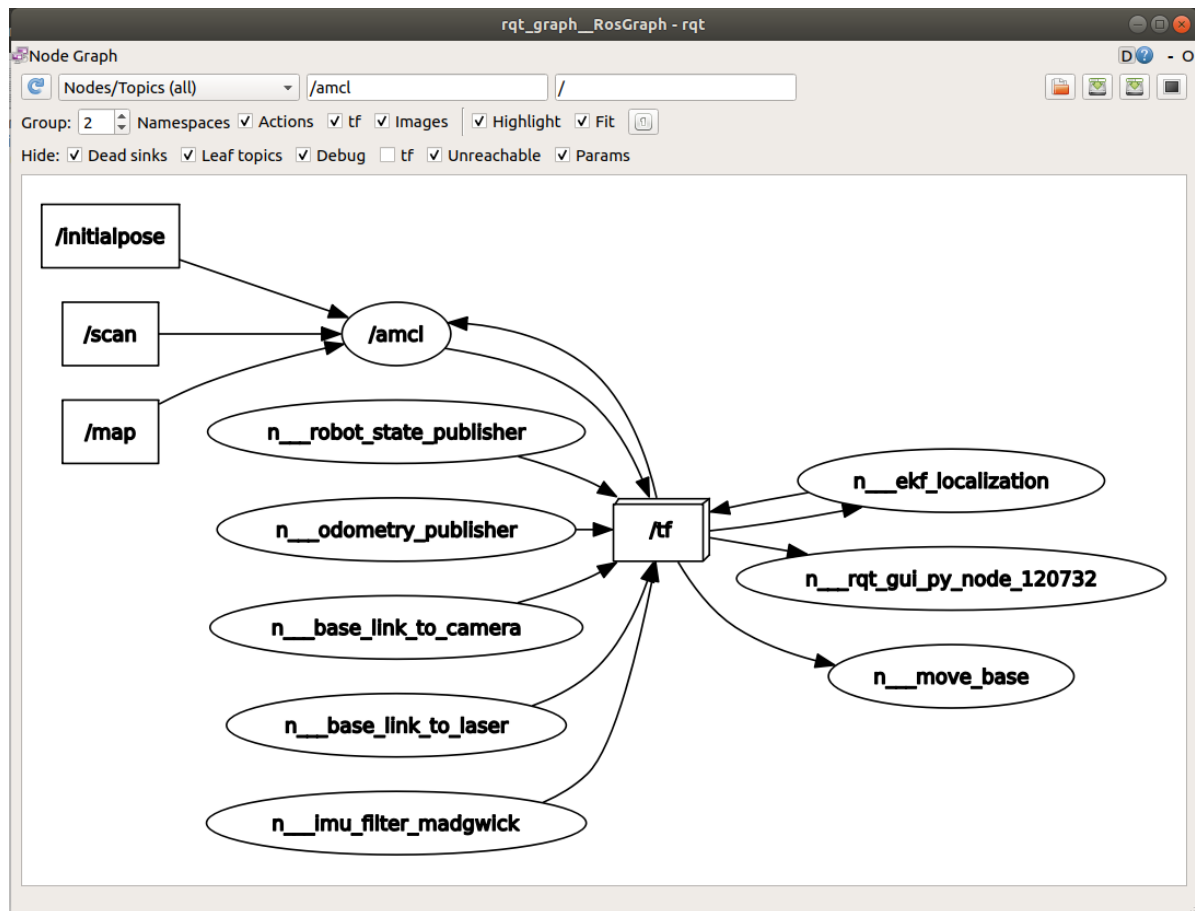 rqt_graph__RosGraph - rqt
Node Graph D ? - O
Nodes/Topics (all) /amcl /
Group: 2 Namespaces Actions tf Images Highlight Fit
Hide: Dead sinks Leaf topics Debug tf Unreachable Params
/initialpose
/scan
/amcl
/map
n___robot_state_publisher
n___ekf_localization
n___odometry_publisher
/tf
n___rqt_gui_py_node_120732
n___base_link_to_camera
n___move_base
n___base_link_to_laser
n___imu_filter_madgwick